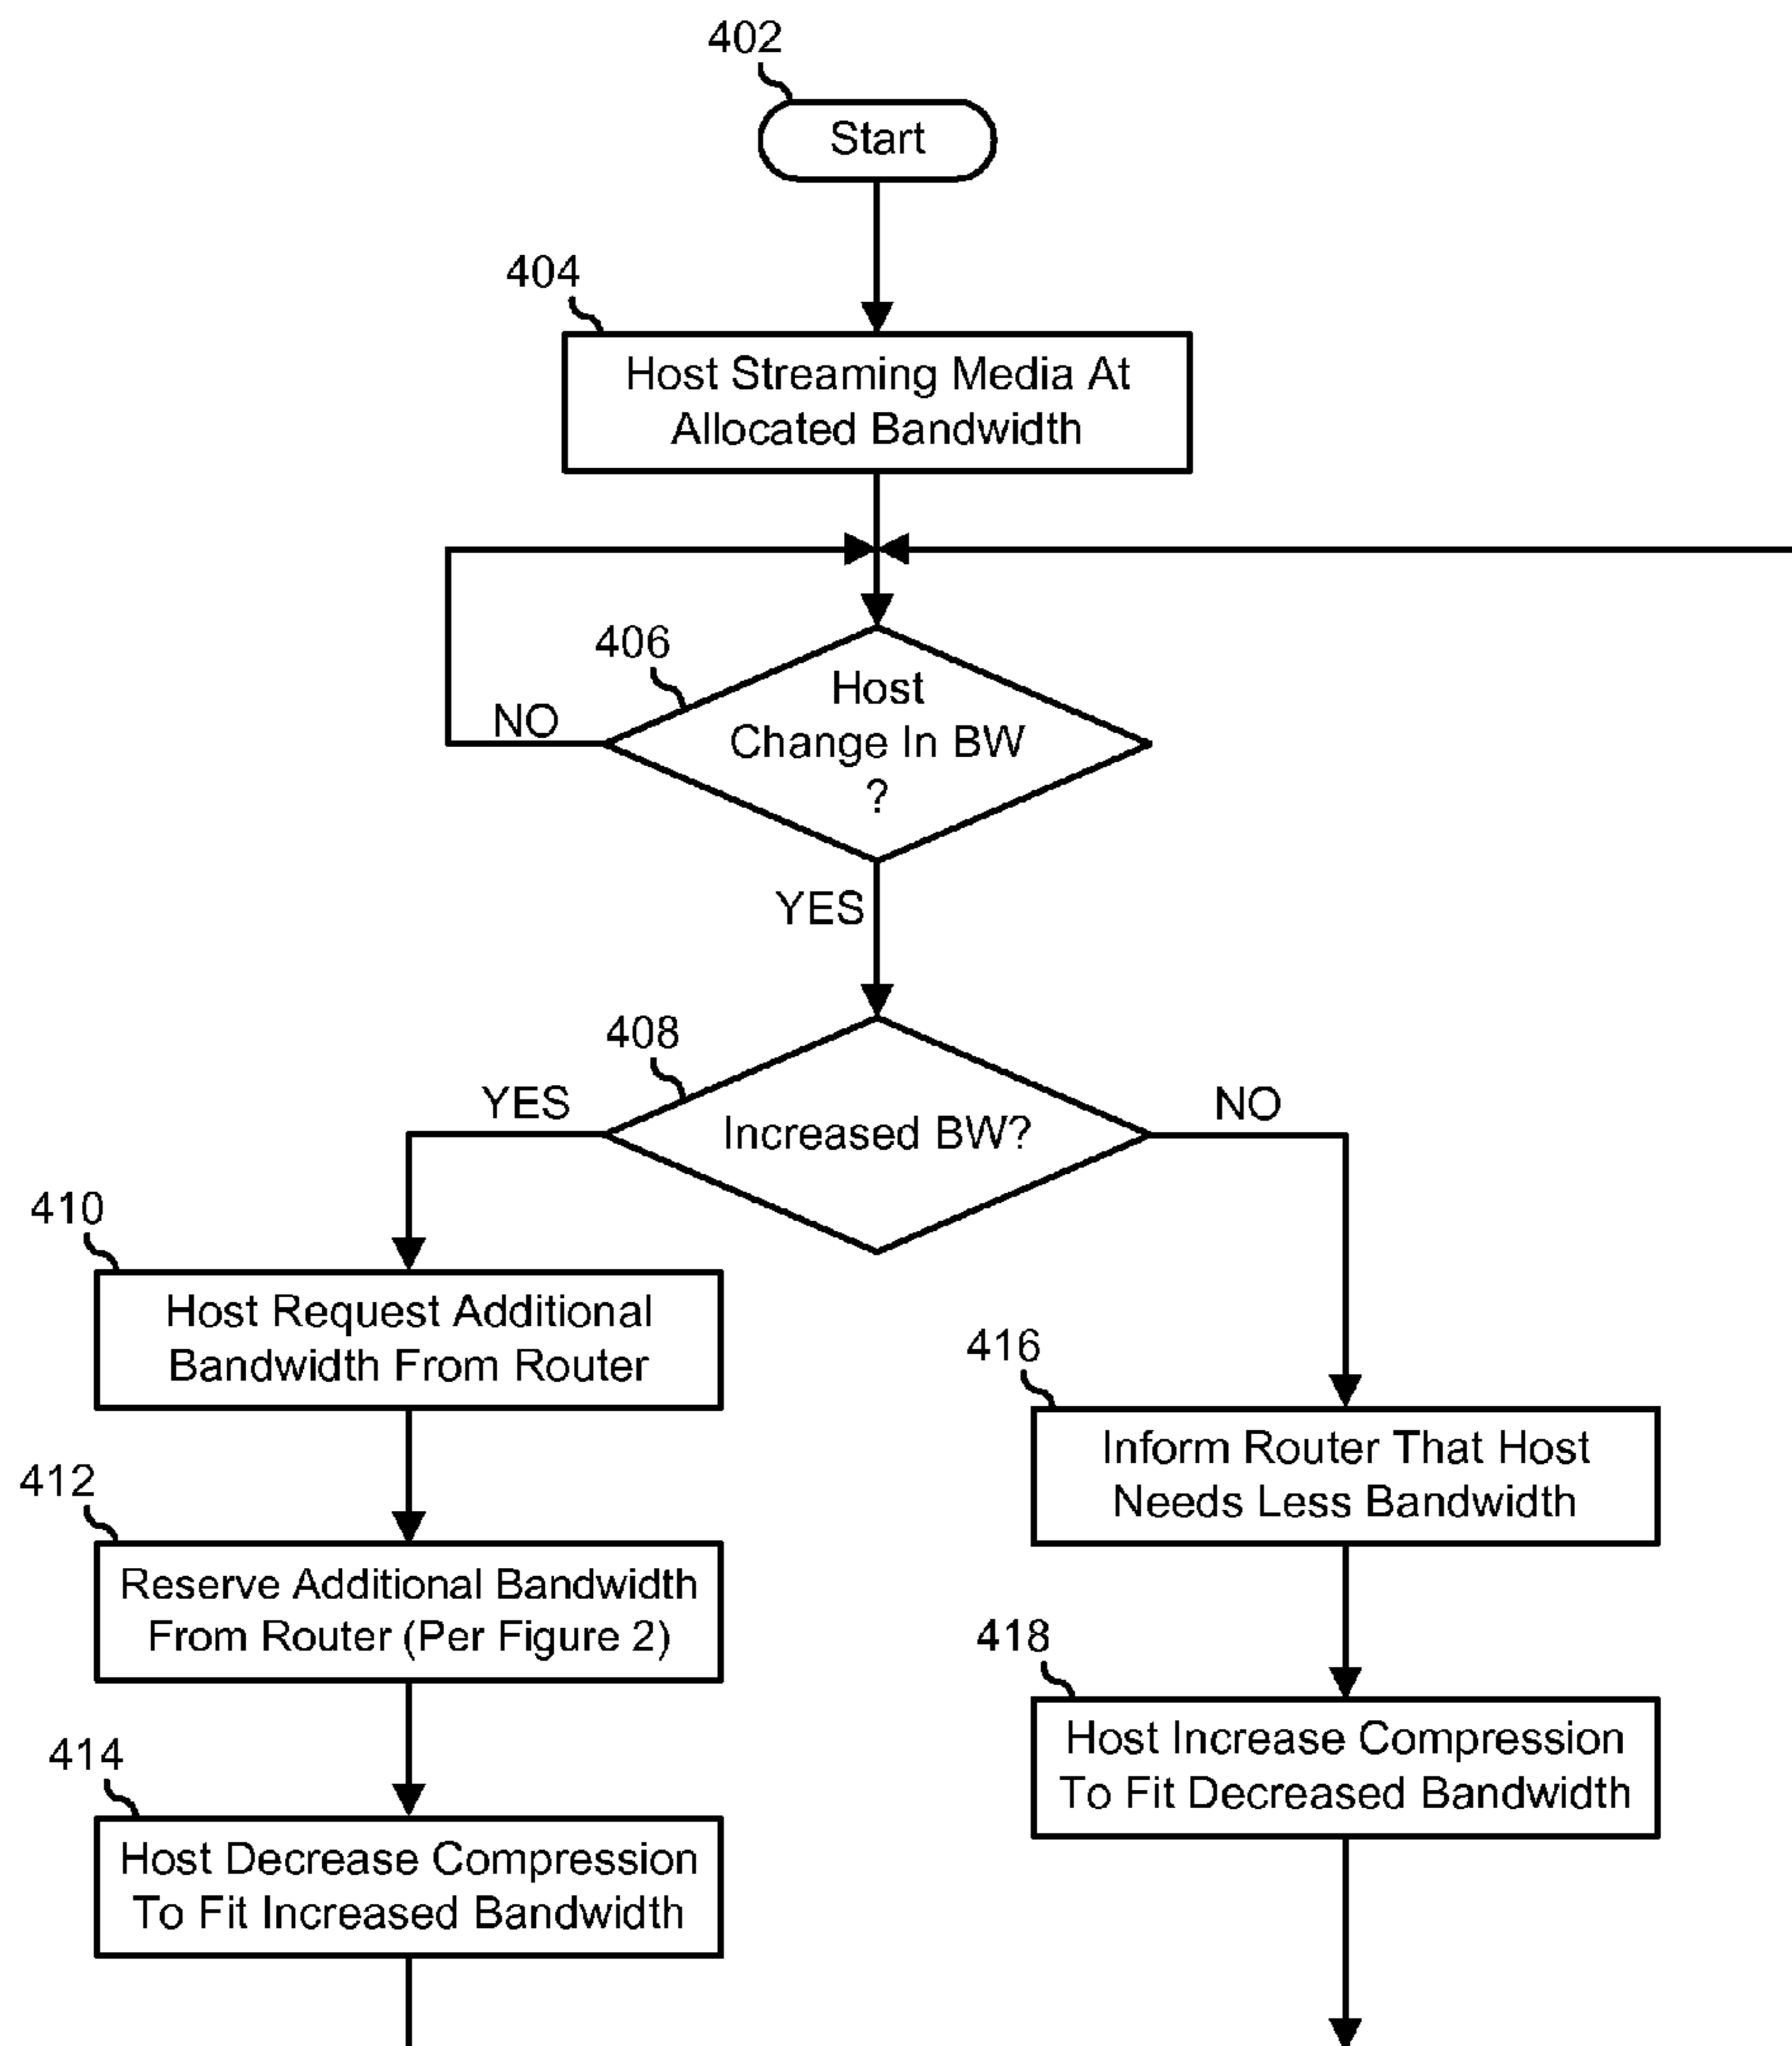 402
Start
404
Host Streaming Media At
Allocated Bandwidth
406
Host
Change In BW
?
NO
YES
408
Increased BW?
YES
NO
410
Host Request Additional
Bandwidth From Router
412
Reserve Additional Bandwidth
From Router (Per Figure 2)
414
Host Decrease Compression
To Fit Increased Bandwidth
416
Inform Router That Host
Needs Less Bandwidth
418
Host Increase Compression
To Fit Decreased Bandwidth